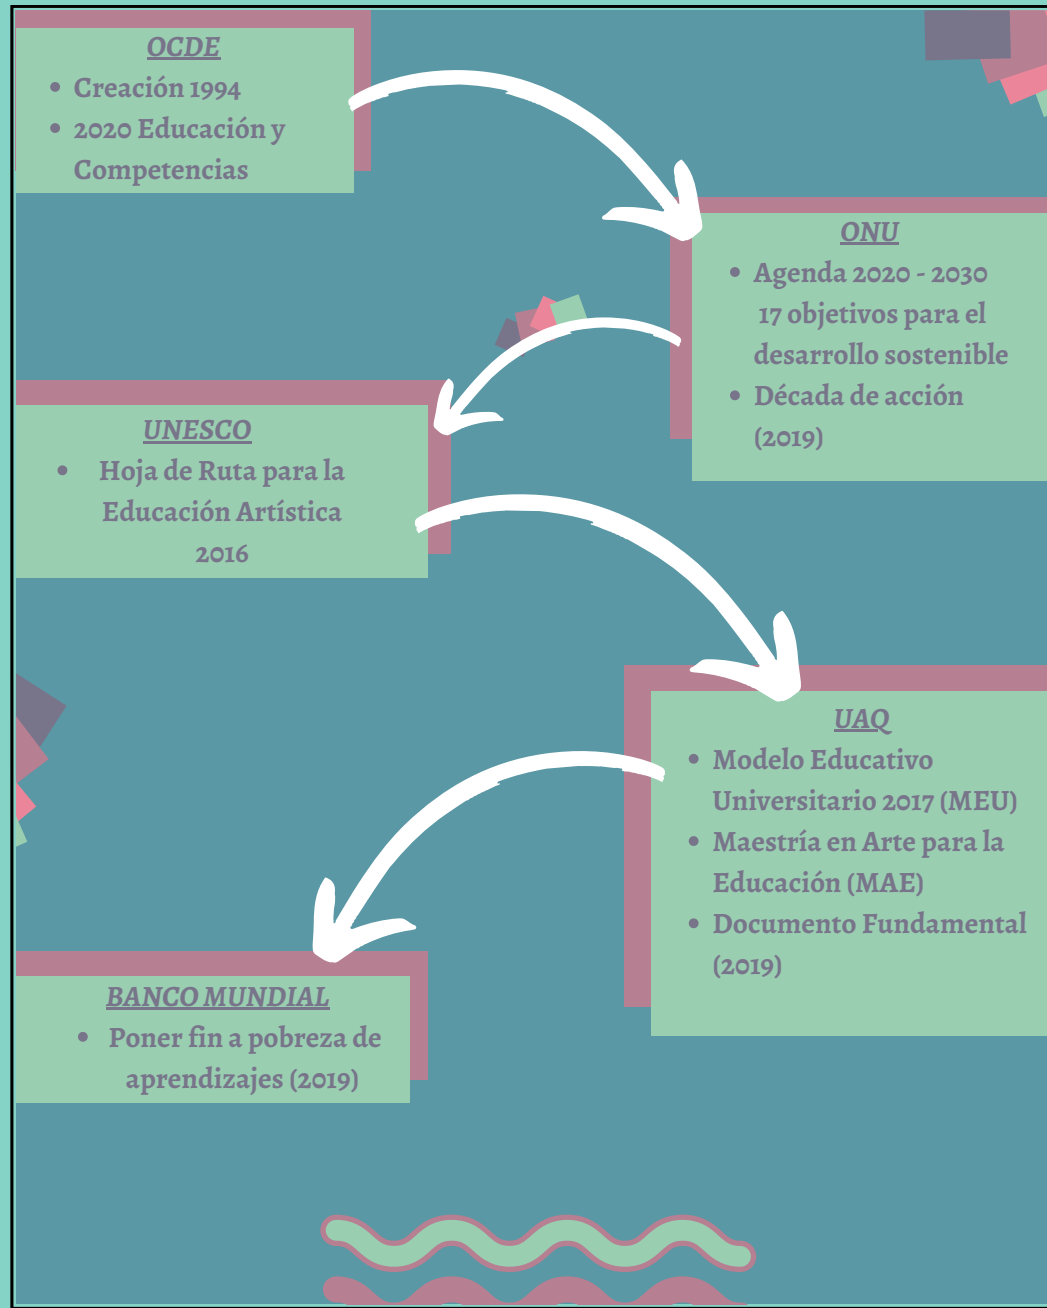 OCDE
• Creación 1994
• 2020 Educación y
Competencias
ONU
• Agenda 2020 - 2030
17 objetivos para el
desarrollo sostenible
• Década de acción
(2019)
UNESCO
• Hoja de Ruta para la
Educación Artística
2016
UAQ
• Modelo Educativo
Universitario 2017 (MEU)
• Maestría en Arte para la
Educación (MAE)
• Documento Fundamental
(2019)
BANCO MUNDIAL
• Poner fin a pobreza de
aprendizajes (2019)